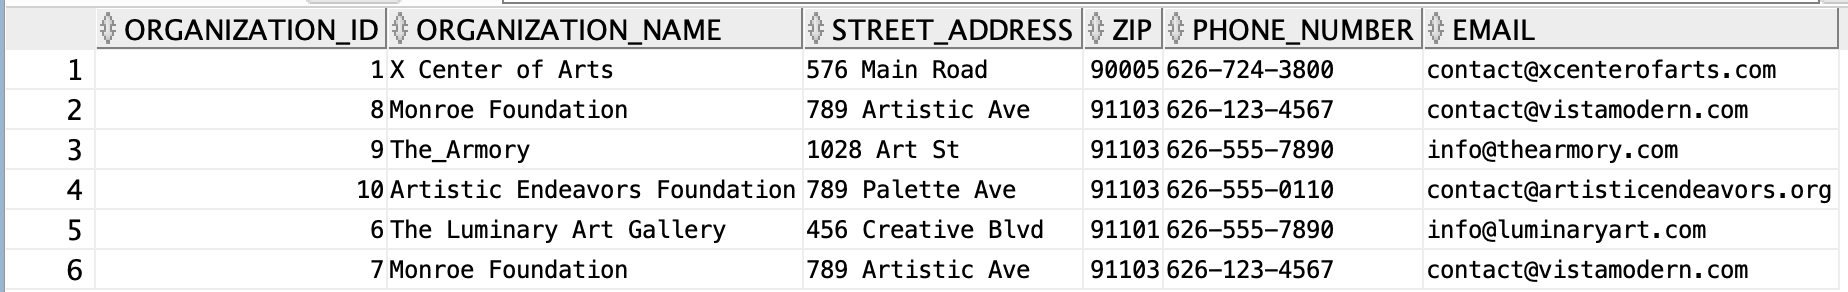 ORGANIZATION_ID ORGANIZATION_NAME STREET_ADDRESS ZIP PHONE_NUMBER EMAIL
1 1 X Center of Arts 576 Main Road 90005 626-724-3800 contact@xcenterofarts.com
2 8 Monroe Foundation 789 Artistic Ave 91103 626-123-4567 contact@vistamodern.com
3 9 The_Armory 1028 Art St 91103 626-555-7890 info@thearmory.com
4 10 Artistic Endeavors Foundation 789 Palette Ave 91103 626-555-0110 contact@artisticendeavors.org
5 6 The Luminary Art Gallery 456 Creative Blvd 91101 626-555-7890 info@luminaryart.com
6 7 Monroe Foundation 789 Artistic Ave 91103 626-123-4567 contact@vistamodern.com